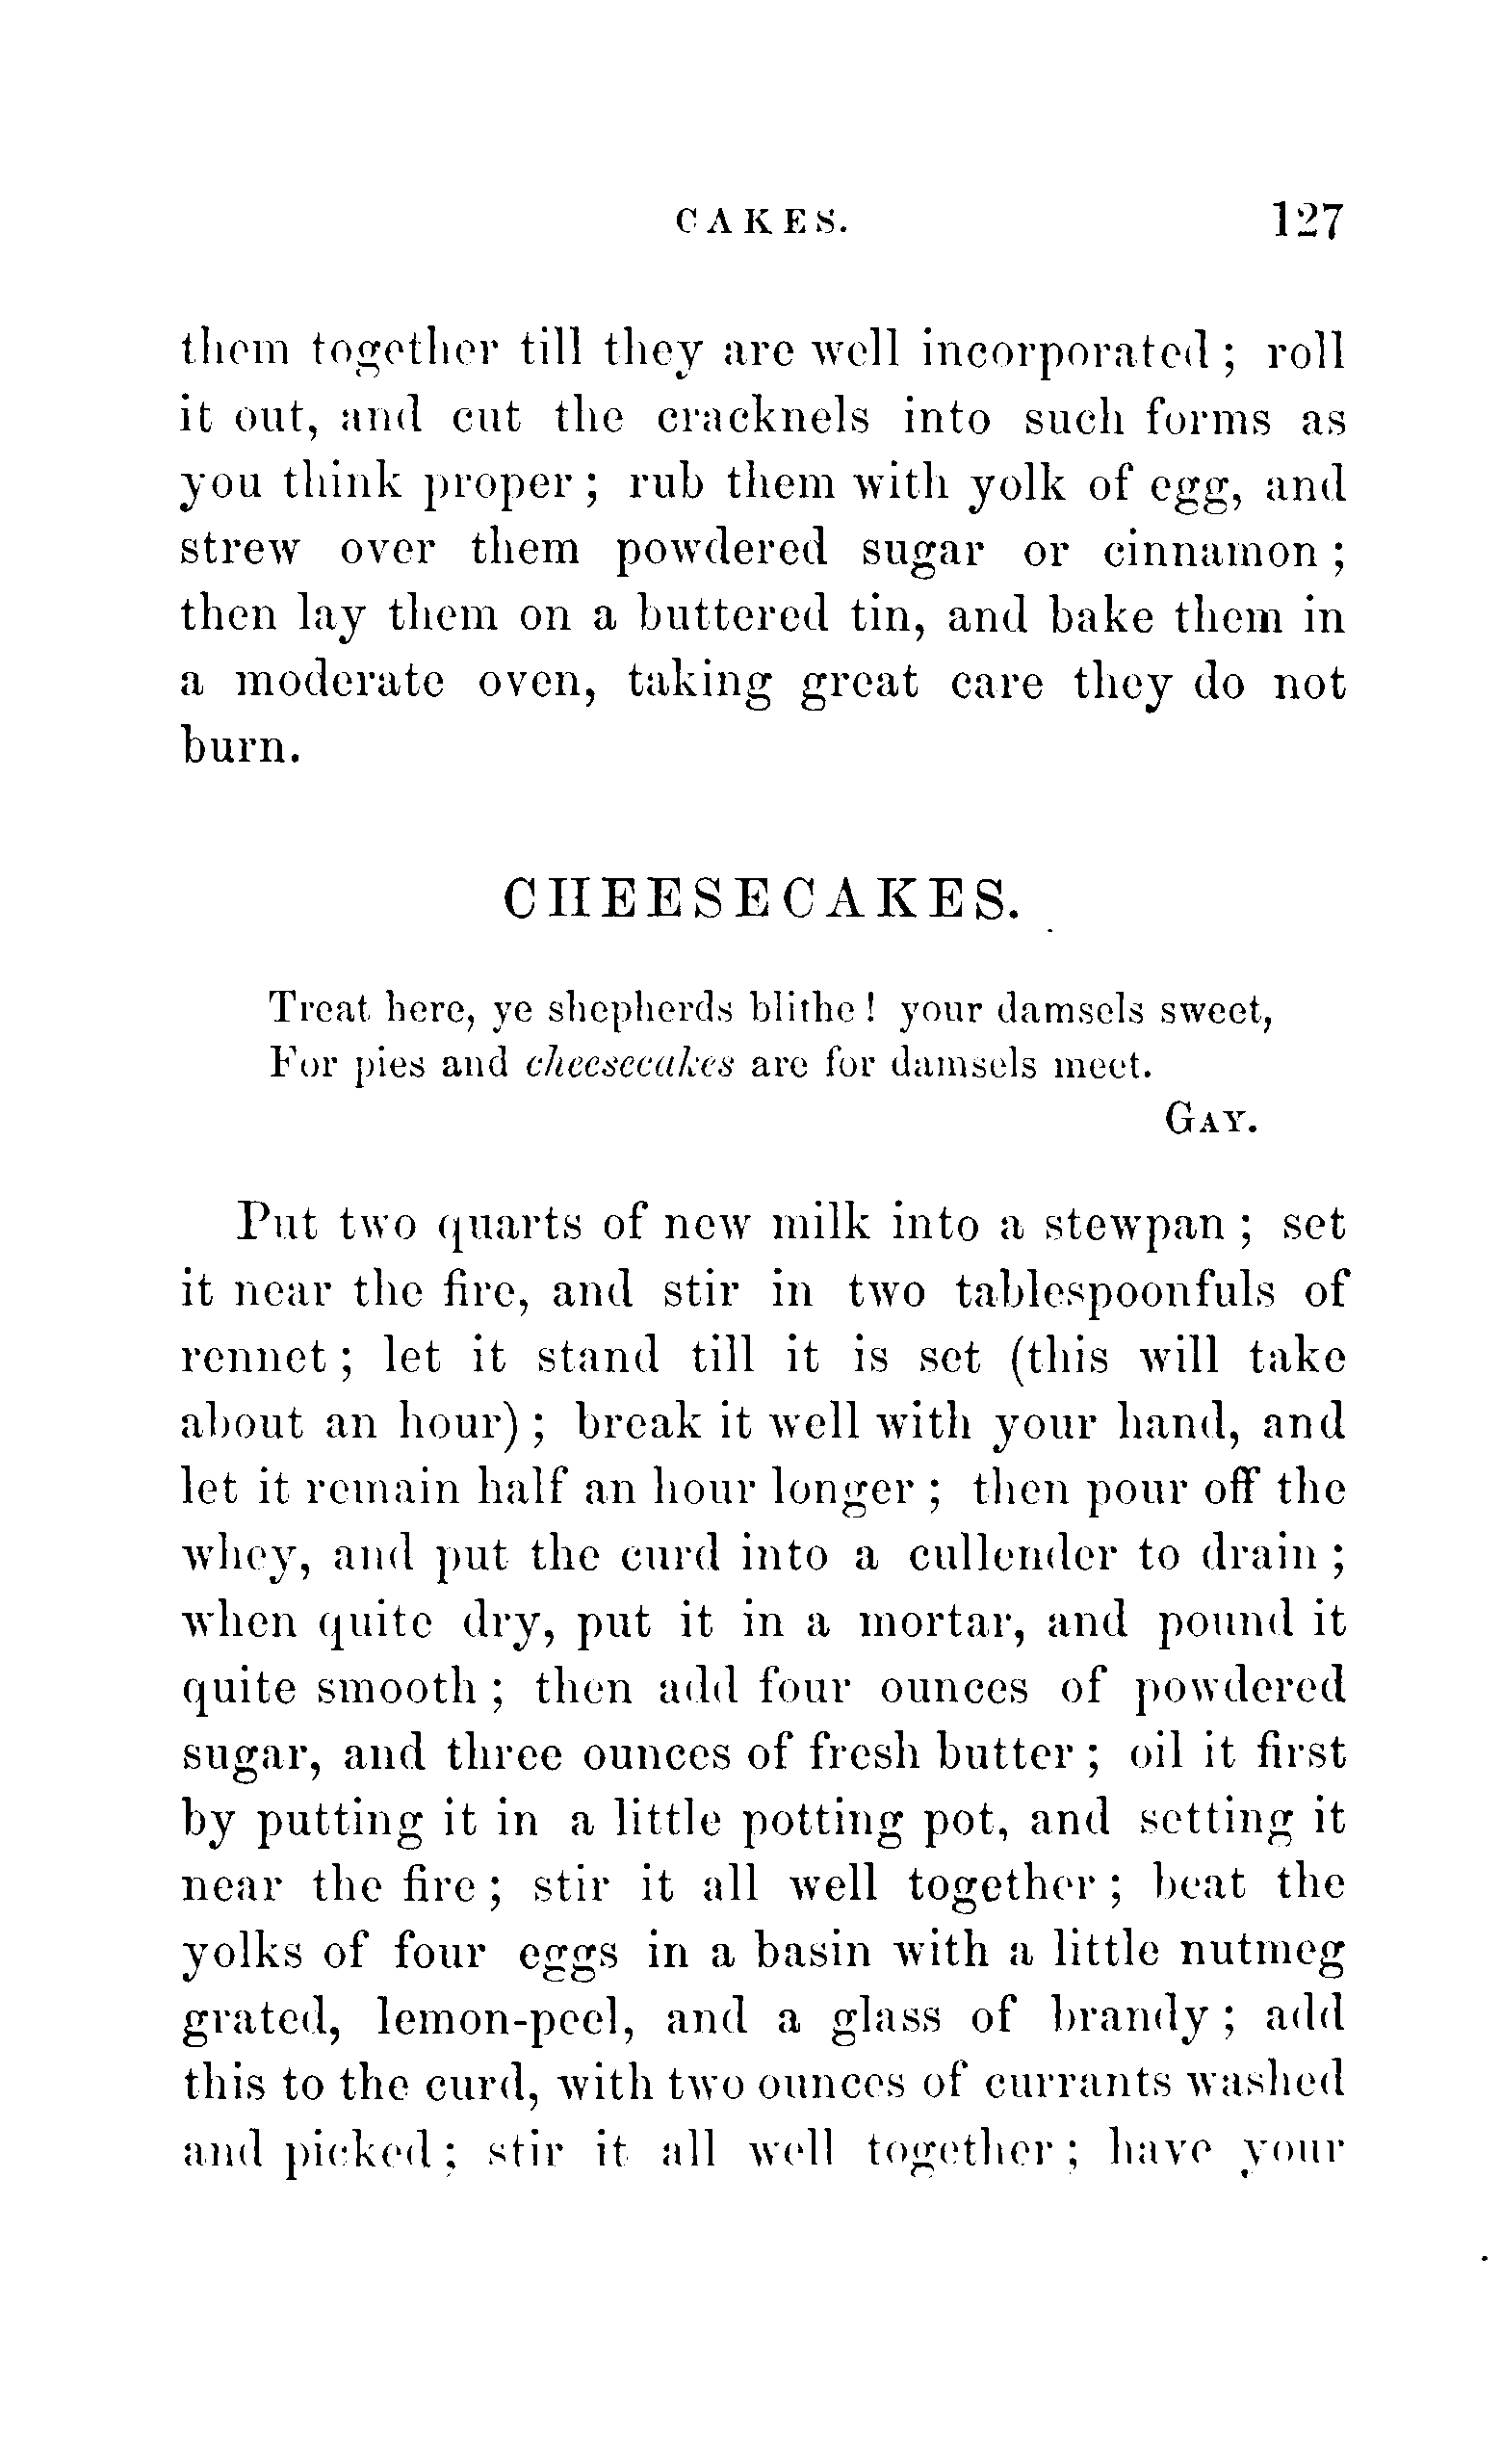 CAKES. 127
them together till they are well incorporated; roll
it out, and cut the cracknels into such forms as
you think proper; rub them with yolk of egg, and
strew over them powdered sugar or cinnamon;
then lay them on a buttered tin, and bake them in
a moderate oven, taking great care they do not
burn.
CHEESECAKES.
Treat here, ye shepherds blithe! your damsels sweet,
For pies and cheesecakes are for damsels meet.
GAY.
Put two quarts of new milk into a stewpan; set
it near the fire, and stir in two tablespoonfuls of
rennet; let it stand till it is set (this will take
about an hour); break it well with your hand, and
let it remain half an hour longer; then pour off the
whey, and put the curd into a cullender to drain;
when quite dry, put it in a mortar, and pound it
quite smooth; then add four ounces of powdered
sugar, and three ounces of fresh butter; oil it first
by putting it in a little potting pot, and setting it
near the fire; stir it all well together; beat the
yolks of four eggs in a basin with a little nutmeg
grated, lemon-peel, and a glass of brandy; add
this to the curd, with two ounces of currants washed
and picked; stir it all well together; have your